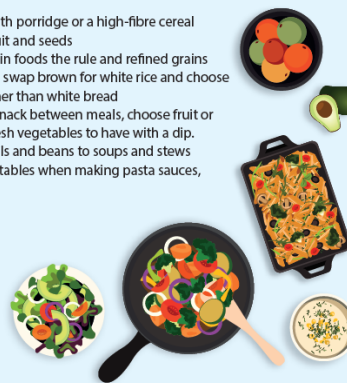 th porridge or a high-fibre cereal
uit and seeds
in foods the rule and refined grains
swap brown for white rice and choose
her than white bread
nack between meals, choose fruit or
esh vegetables to have with a dip.
ls and beans to soups and stews
tables when making pasta sauces,